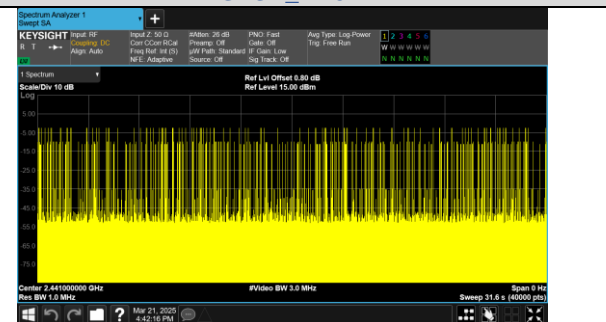 Spectrum Analyzer 1
Swept SA
+
KEYSIGHT Input: RF Input Z: 50 Ω #Atten: 26 dB PNO: Fast Avg Type: Log-Power 1 2 3 4 5 6
R T Coupling: DC Corr CCorr RCal Preamp: Off Gate: Off Trig: Free Run W W W W W W
Align: Auto Freq Ref: Int (S) µW Path: Standard IF Gain: Low N N N N N N
NFE: Adaptive Source: Off Sig Track: Off
1 Spectrum
Ref Lvl Offset 0.80 dB
Scale/Div 10 dB Ref Level 15.00 dBm
Log
5.00
-5.00
-15.0
-25.0
-35.0
-45.0
-55.0
-65.0
-75.0
Center 2.441000000 GHz #Video BW 3.0 MHz Span 0 Hz
Res BW 1.0 MHz Sweep 31.6 s (40000 pts)
? Mar 21, 2025
4:42:16 PM